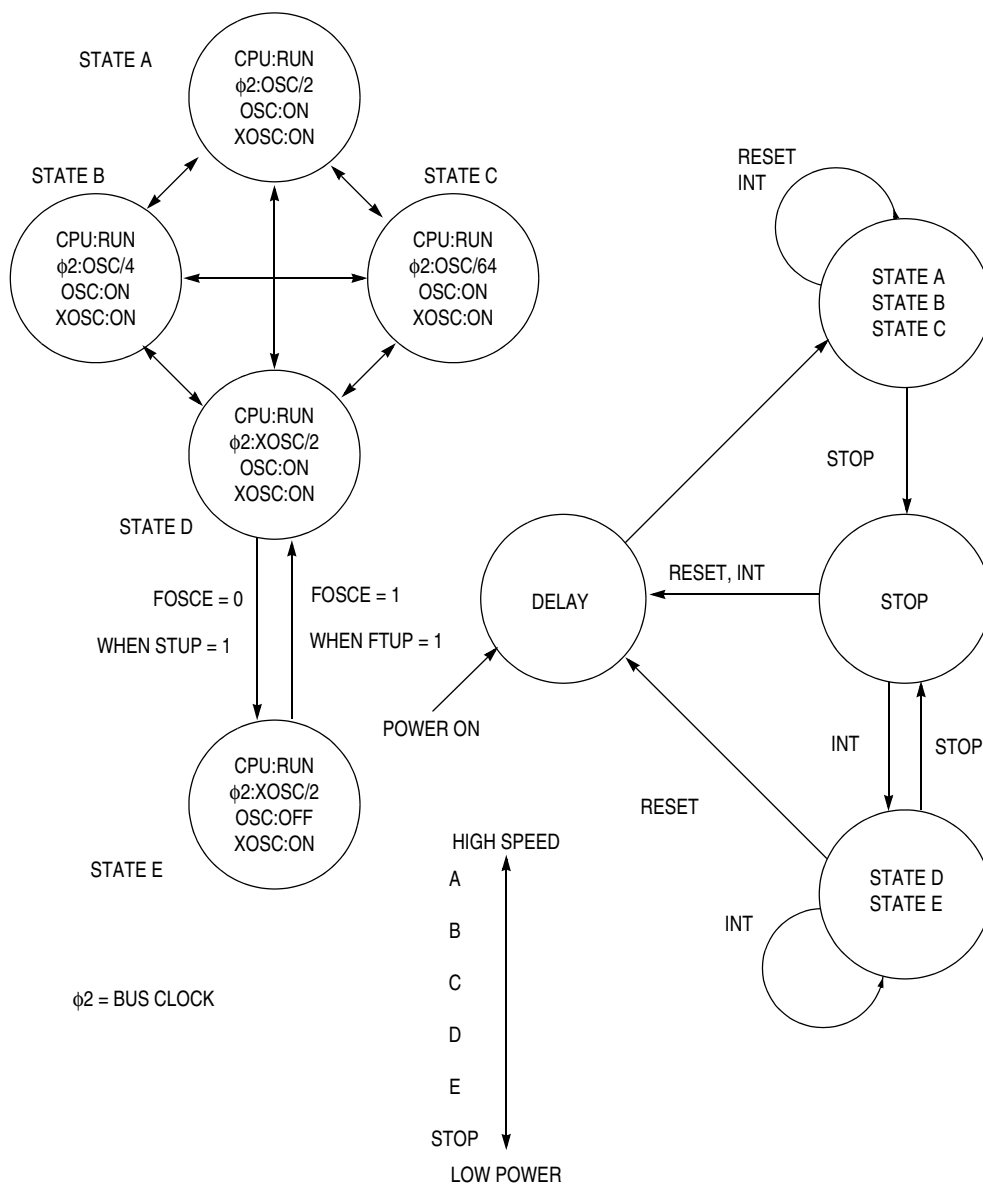 STATE A
CPU:RUN
ϕ2:OSC/2
OSC:ON
XOSC:ON
STATE B
CPU:RUN
ϕ2:OSC/4
OSC:ON
XOSC:ON
STATE C
CPU:RUN
ϕ2:OSC/64
OSC:ON
XOSC:ON
CPU:RUN
ϕ2:XOSC/2
OSC:ON
XOSC:ON
STATE D
FOSCE = 0
WHEN STUP = 1
FOSCE = 1
WHEN FTUP = 1
CPU:RUN
ϕ2:XOSC/2
OSC:OFF
XOSC:ON
STATE E
ϕ2 = BUS CLOCK
RESET
INT
STATE A
STATE B
STATE C
STOP
DELAY
RESET, INT
STOP
POWER ON
INT
STOP
RESET
STATE D
STATE E
INT
HIGH SPEED
A
B
C
D
E
STOP
LOW POWER